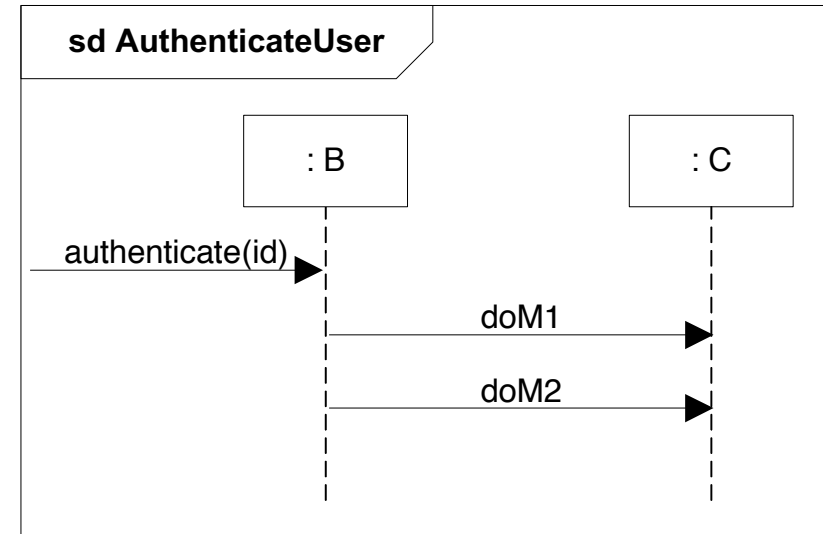 sd AuthenticateUser
: B
: C
authenticate(id)
doM1
doM2